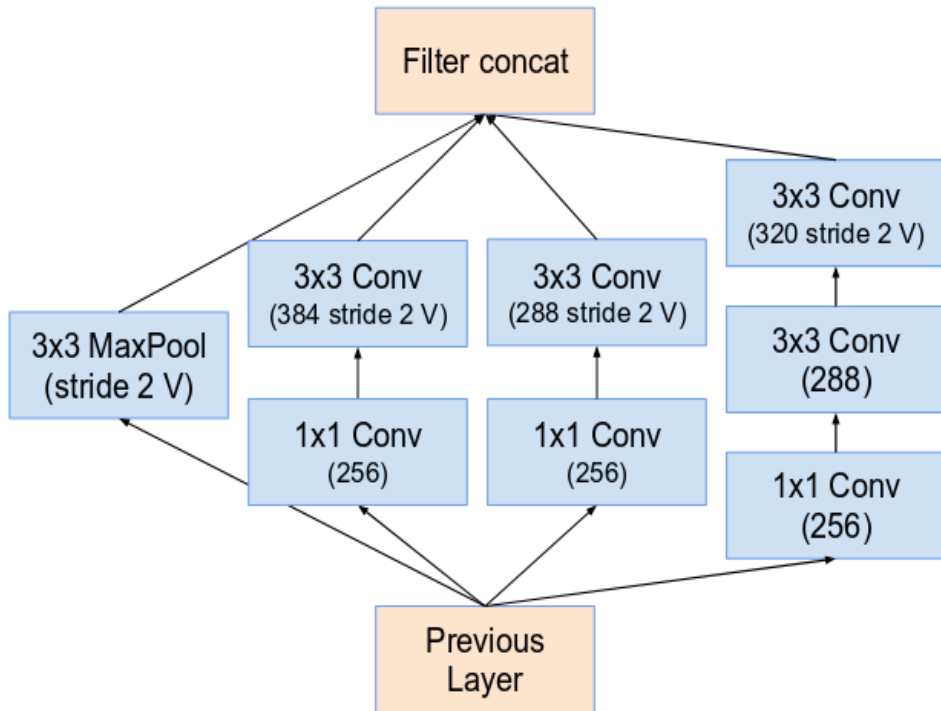 Filter concat
3x3 Conv
(320 stride 2 V)
3x3 Conv
(384 stride 2 V)
3x3 Conv
(288 stride 2 V)
3x3 MaxPool
(stride 2 V)
3x3 Conv
(288)
1x1 Conv
(256)
1x1 Conv
(256)
1x1 Conv
(256)
Previous
Layer